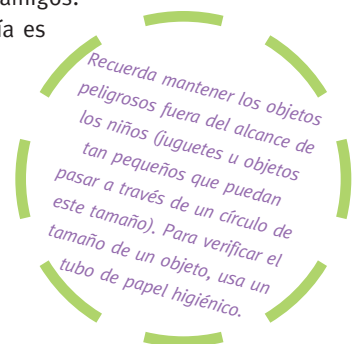 amigos.
ía es
Recuerda mantener los objetos
peligrosos fuera del alcance de
los niños (juguetes u objetos
tan pequeños que puedan
pasar a través de un círculo de
este tamaño). Para verificar el
tamaño de un objeto, usa un
tubo de papel higiénico.